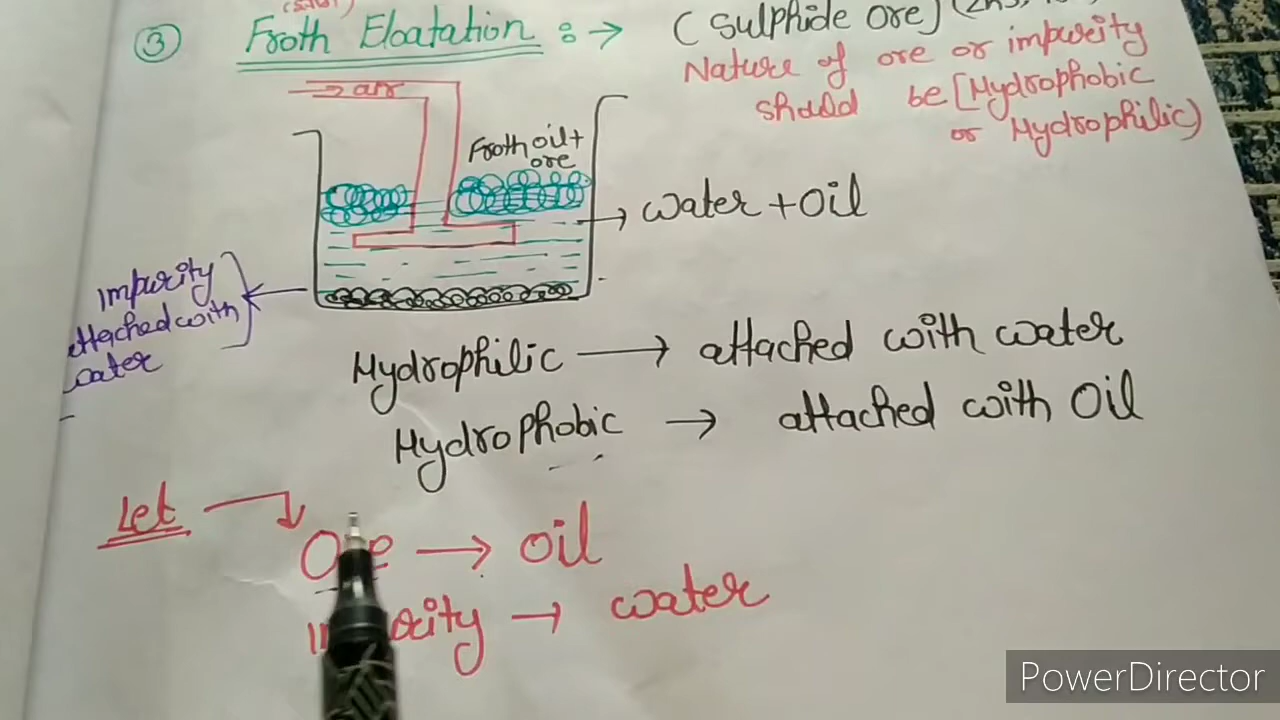 ③ Froth Floatation :→ (Sulphide Ore)
Nature of ore or impurity
should be [Hydrophobic
or Hydrophilic)
→ air
Froth oil +
ore
→ water + oil
Impurity
attached with
water
Hydrophilic → attached with water
Hydrophobic → attached with Oil
Let
Ore → Oil
→ water
PowerDirector